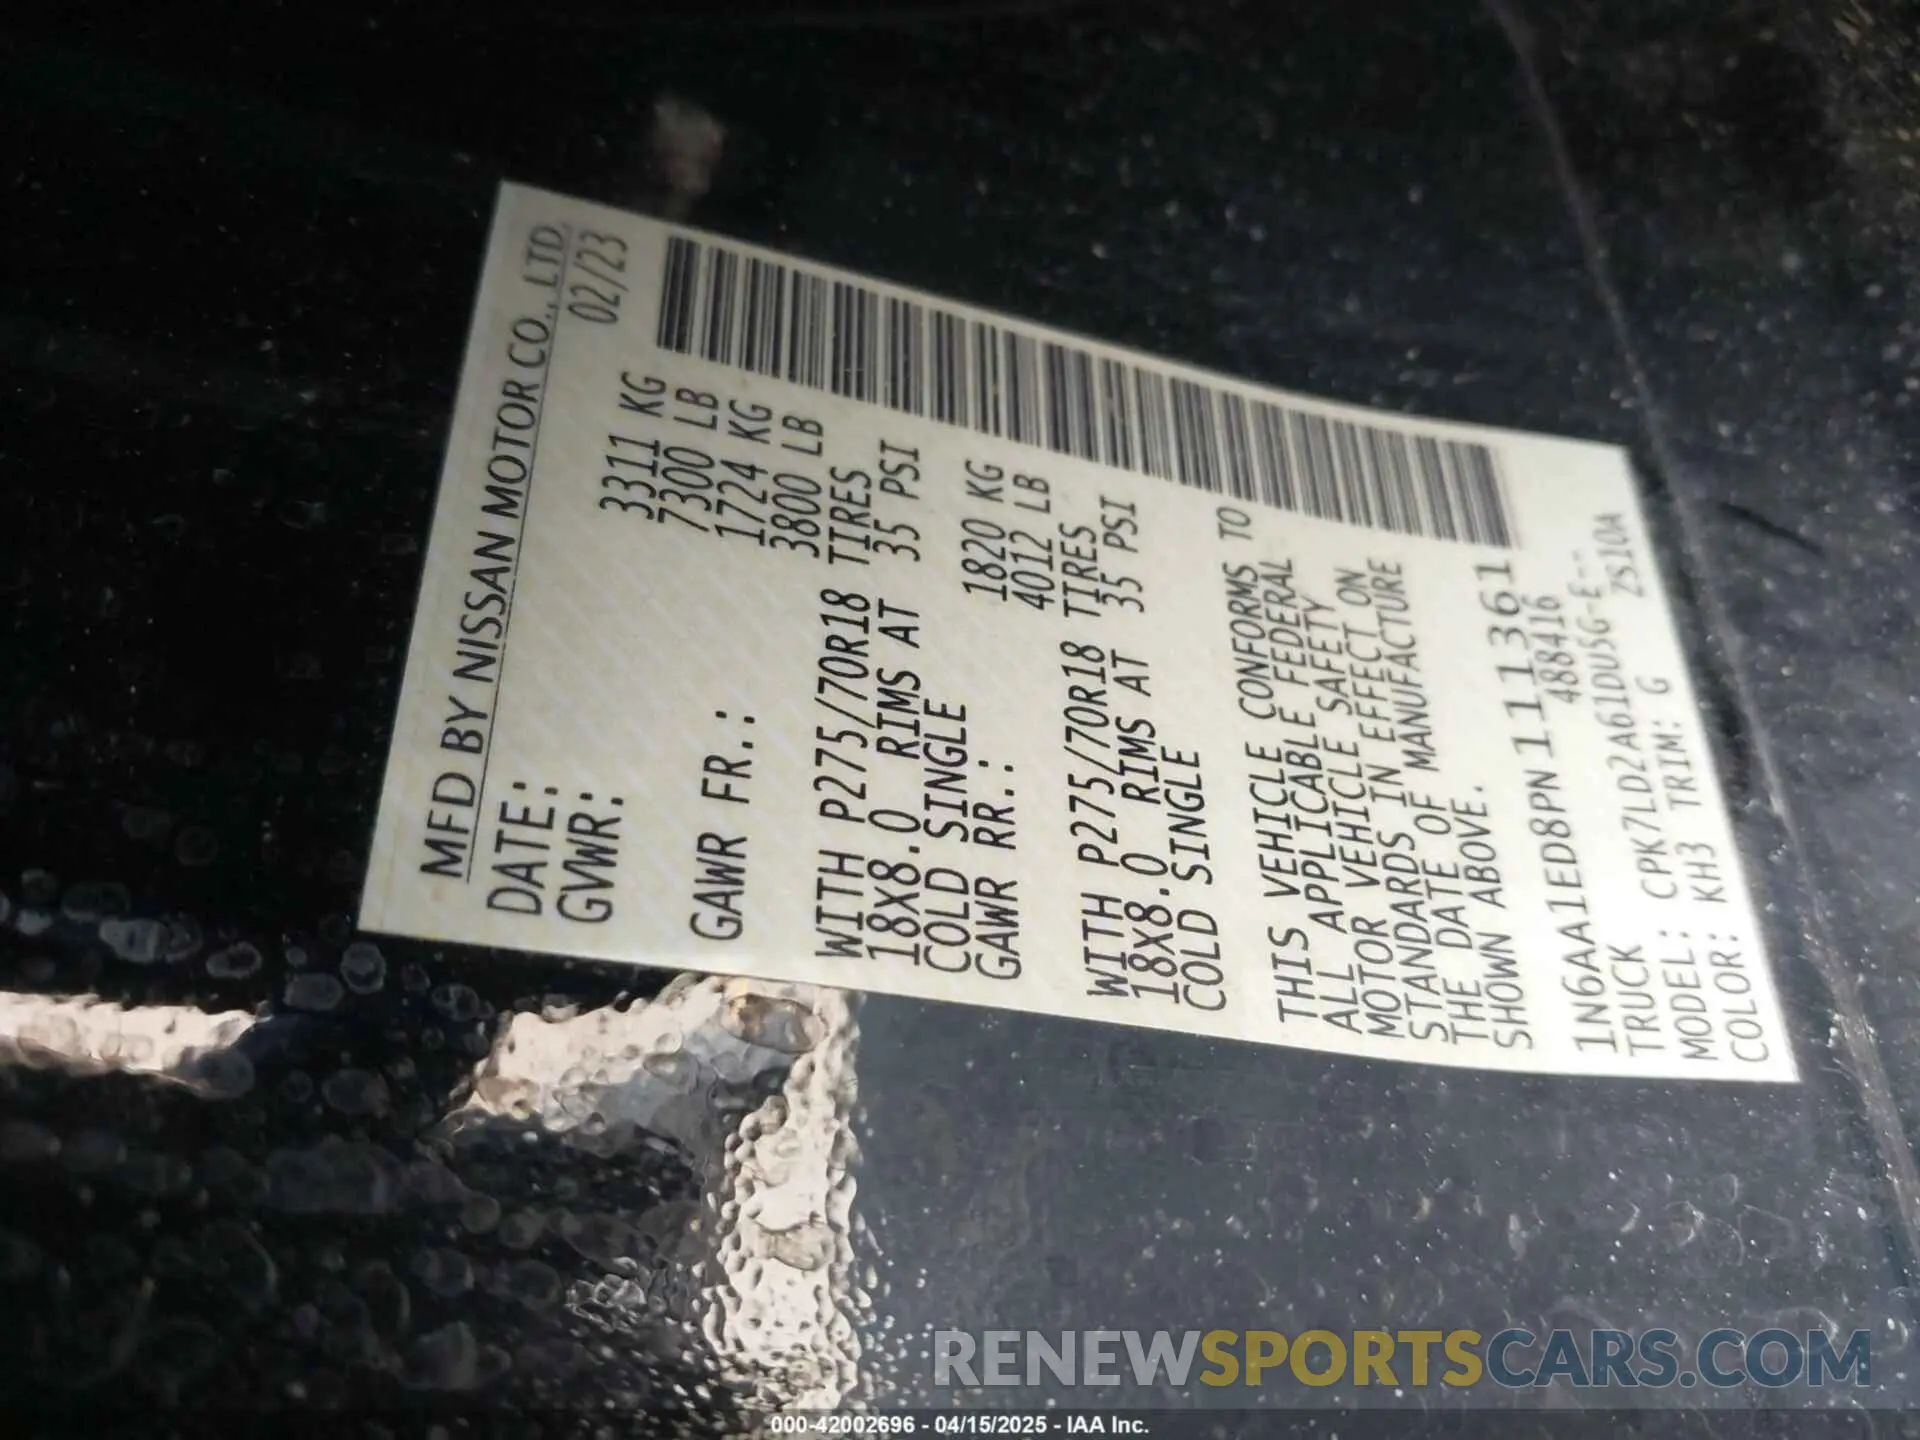 MFD BY NISSAN MOTOR CO., LTD.
DATE: 02/23
GVWR: 3311 KG
7300 LB
GAWR FR.: 1724 KG
3800 LB
WITH P275/70R18 TIRES
18X8.0 RIMS AT 35 PSI
COLD SINGLE
GAWR RR.: 1820 KG
4012 LB
WITH P275/70R18 TIRES
18X8.0 RIMS AT 35 PSI
COLD SINGLE
THIS VEHICLE CONFORMS TO
ALL APPLICABLE FEDERAL
MOTOR VEHICLE SAFETY
STANDARDS IN EFFECT ON
THE DATE OF MANUFACTURE
SHOWN ABOVE.
1N6AA1ED8PN111361
TRUCK 488416
MODEL: CPK7LD2A61DUSG-E--
COLOR: KH3 TRIM: G ZS10A
RENEWSPORTSCARS.COM
000-42002696 - 04/15/2025 - IAA Inc.